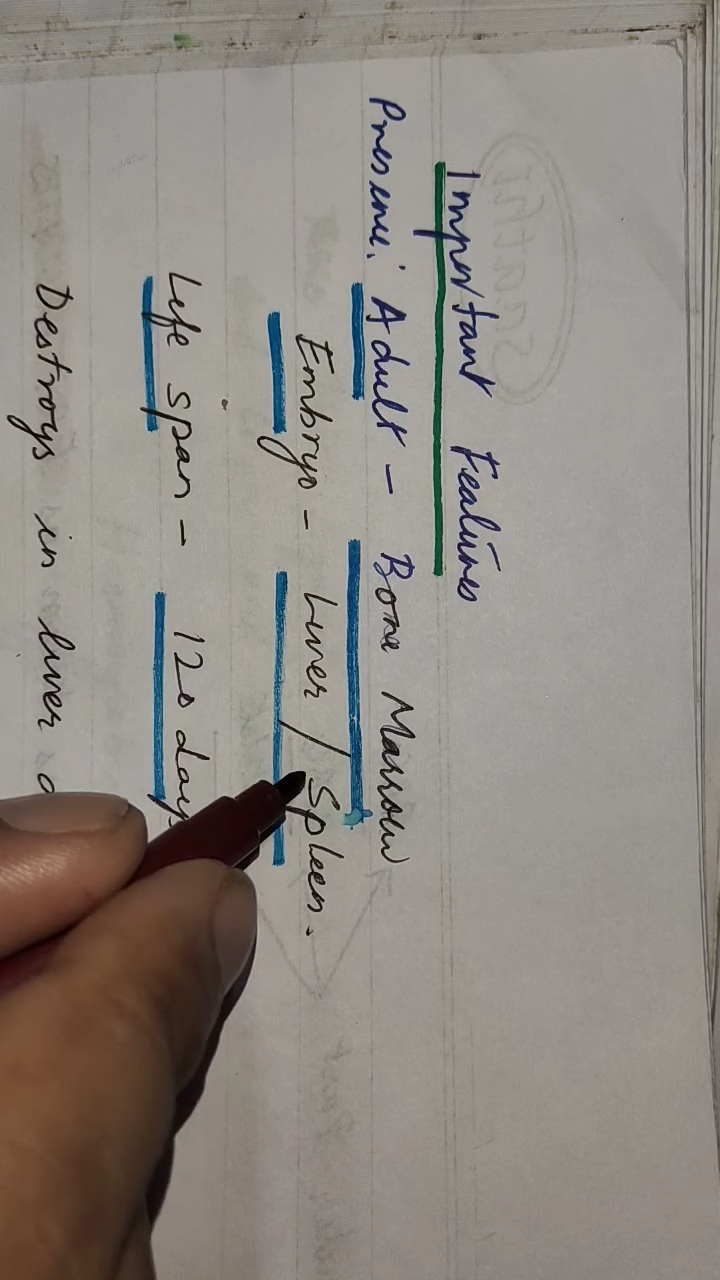 Important Features
Presence: Adult - Bone Marrow
Embryo - Liver / Spleen.
Life span - 120 days
Destroys in liver